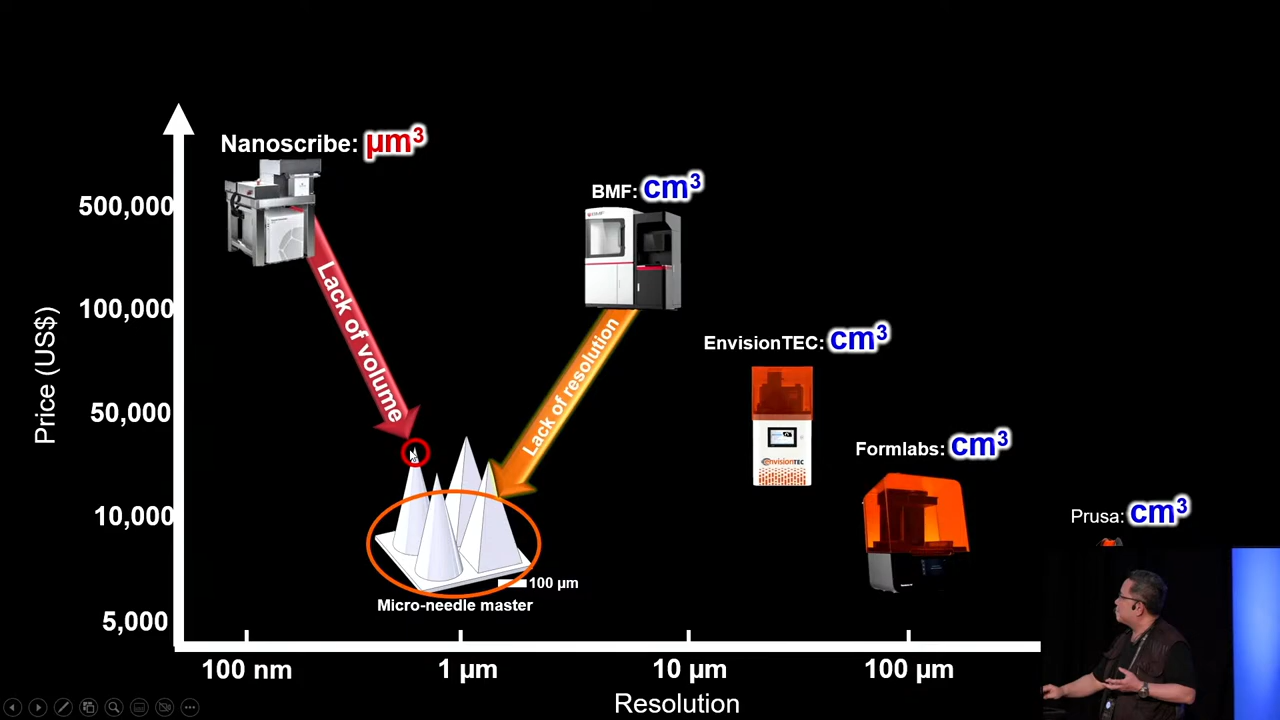 Nanoscribe: µm³
BMF: cm³
500,000
Lack of volume
100,000
Lack of resolution
EnvisionTEC: cm³
Price (US$)
50,000
Formlabs: cm³
envisionTEC
10,000
Prusa: cm³
100 µm
Micro-needle master
5,000
100 nm
1 µm
10 µm
100 µm
Resolution